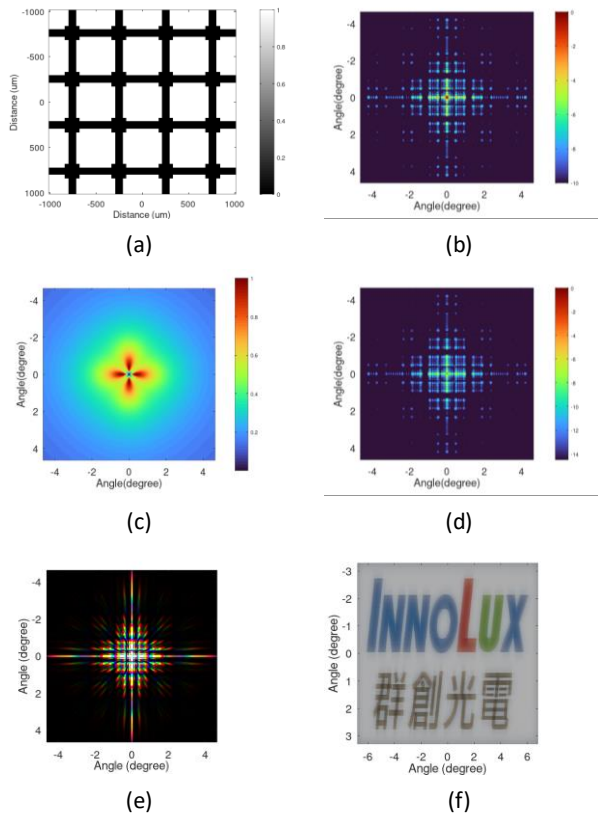 -1000
-500
0
500
1000
Distance (um)
-1000 -500 0 500 1000
Distance (um)
1
0.8
0.6
0.4
0.2
0
(a)
-4
-2
0
2
4
Angle(degree)
-4 -2 0 2 4
Angle(degree)
0
-2
-4
-6
-8
-10
(b)
-4
-2
0
2
4
Angle(degree)
-4 -2 0 2 4
Angle(degree)
1
0.8
0.6
0.4
0.2
(c)
-4
-2
0
2
4
Angle(degree)
-4 -2 0 2 4
Angle(degree)
0
-2
-4
-6
-8
-10
-12
-14
(d)
-4
-2
0
2
4
Angle (degree)
-4 -2 0 2 4
Angle (degree)
(e)
-3
-2
-1
0
1
2
3
Angle (degree)
INNOLUX
群創光電
-6 -4 -2 0 2 4 6
Angle (degree)
(f)